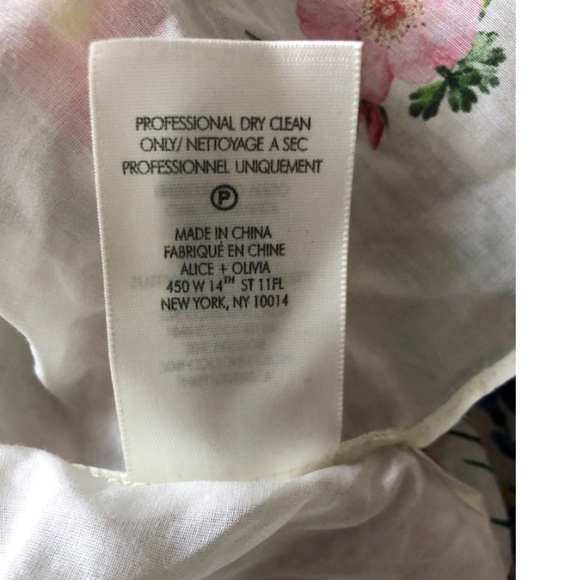 PROFESSIONAL DRY CLEAN
ONLY/ NETTOYAGE A SEC
PROFESSIONNEL UNIQUEMENT
P
MADE IN CHINA
FABRIQUÉ EN CHINE
ALICE + OLIVIA
450 W 14TH ST 11FL
NEW YORK, NY 10014